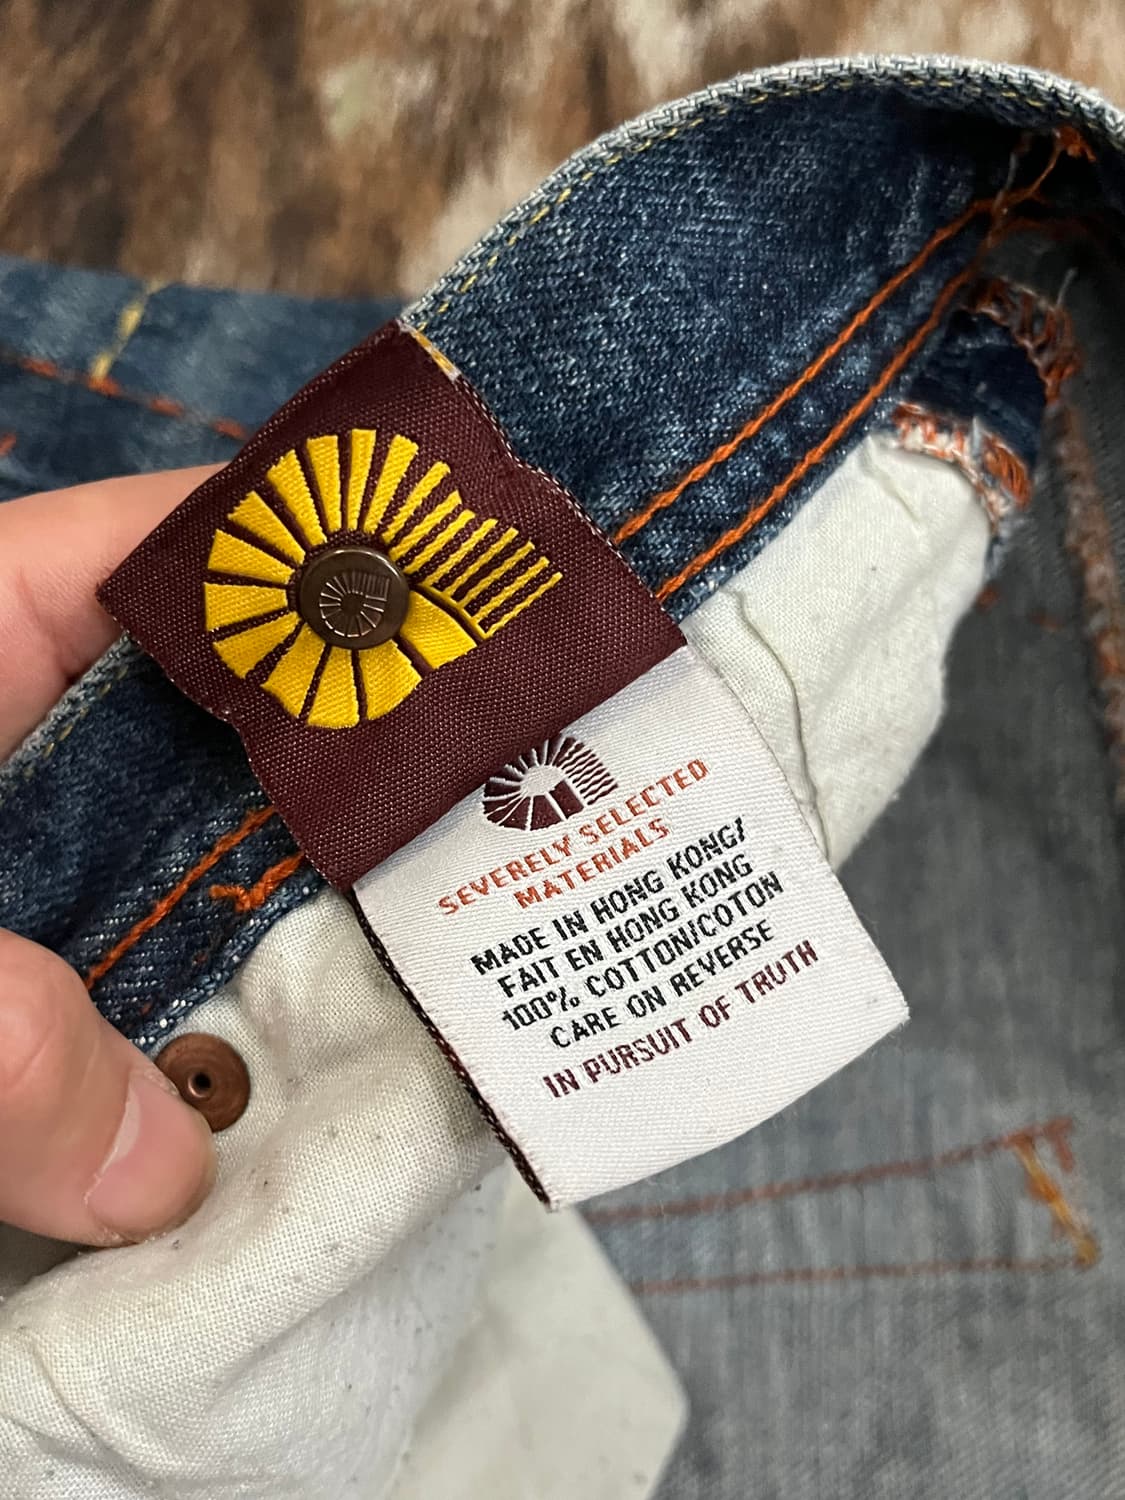 SEVERELY SELECTED
MATERIALS
MADE IN HONG KONG/
FAIT EN HONG KONG
100% COTTON/COTON
CARE ON REVERSE
IN PURSUIT OF TRUTH